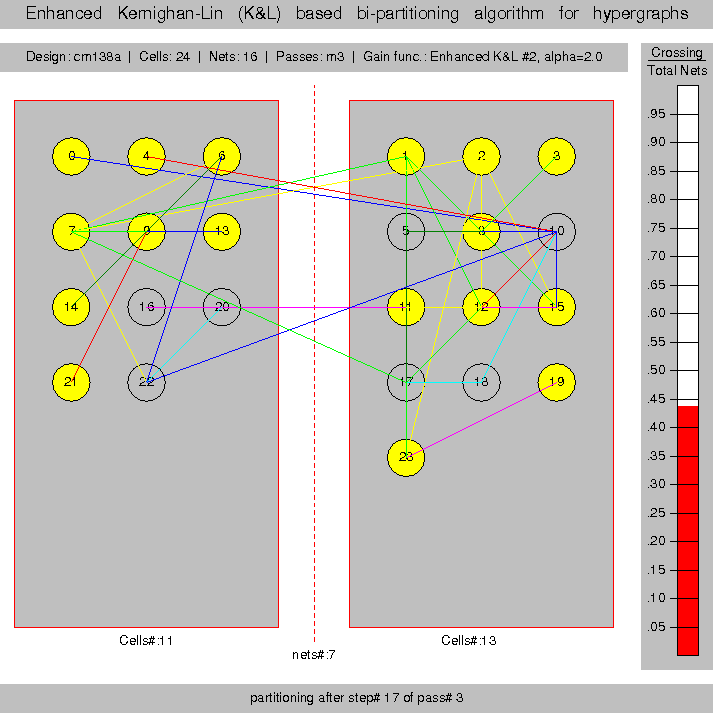 Enhanced Kernighan-Lin (K&L) based bi-partitioning algorithm for hypergraphs
Design: cm138a | Cells: 24 | Nets: 16 | Passes: m3 | Gain func.: Enhanced K&L #2, alpha=2.0
Crossing
Total Nets
0 4 6 1 2 3
7 9 13 5 8 10
14 16 20 11 12 15
21 22 17 18 19
23
.95
.90
.85
.80
.75
.70
.65
.60
.55
.50
.45
.40
.35
.30
.25
.20
.15
.10
.05
Cells#:11
Cells#:13
nets#:7
partitioning after step# 17 of pass# 3